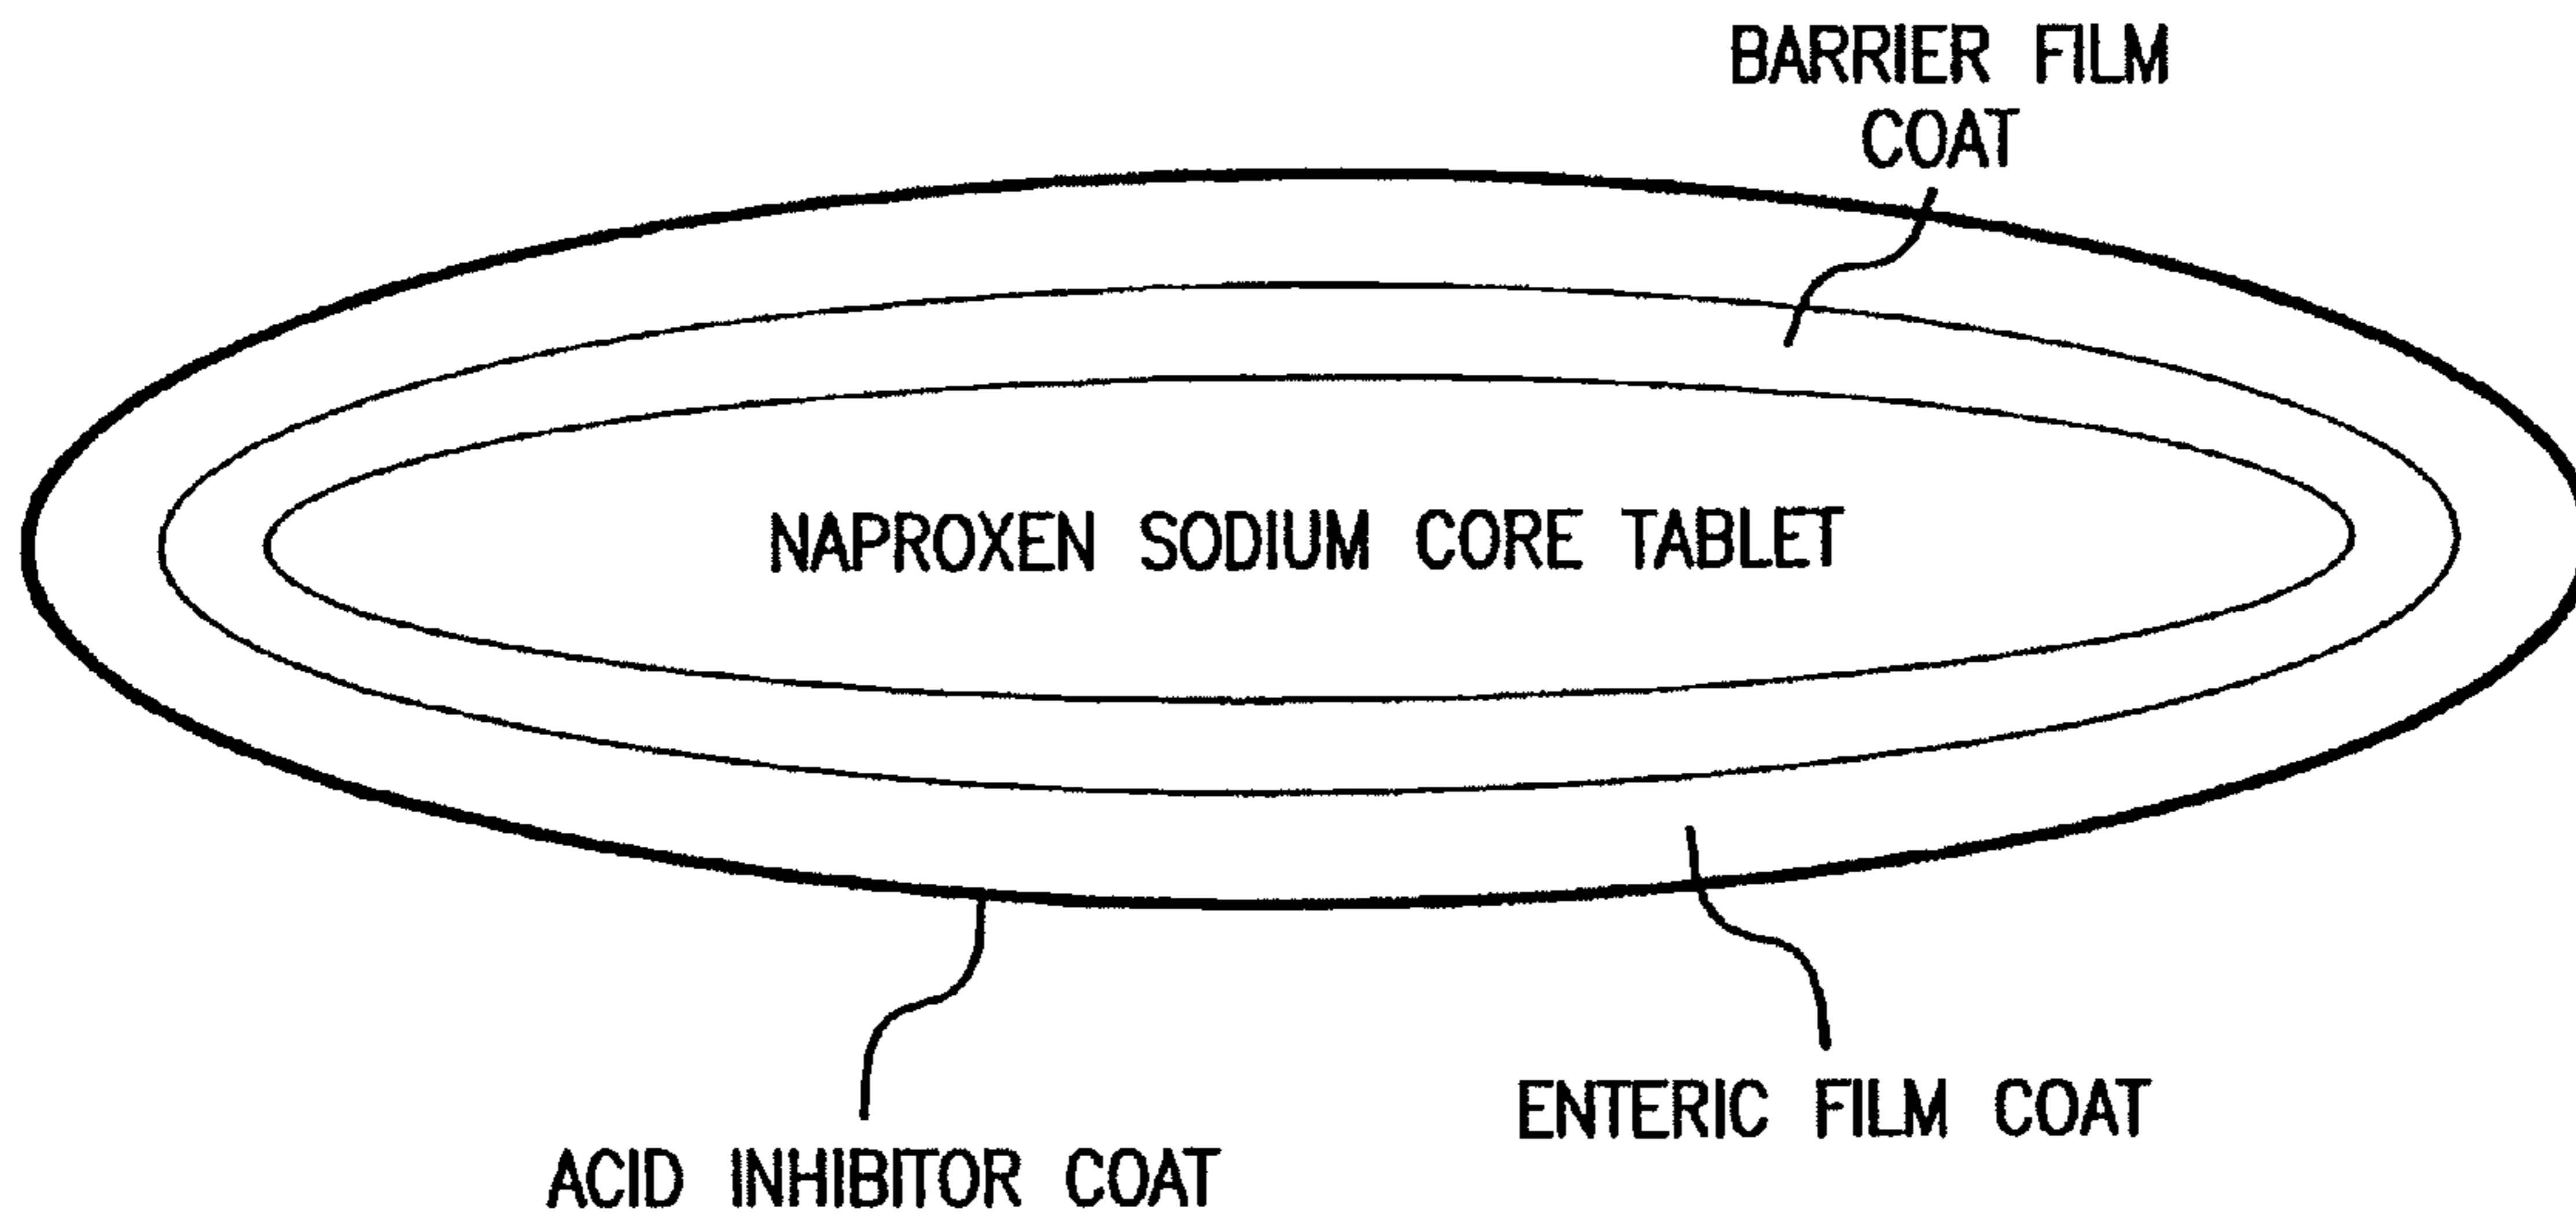 BARRIER FILM
COAT
NAPROXEN SODIUM CORE TABLET
ENTERIC FILM COAT
ACID INHIBITOR COAT